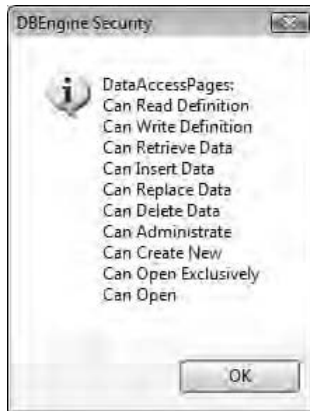 DBEngine Security
DataAccessPages:
Can Read Definition
Can Write Definition
Can Retrieve Data
Can Insert Data
Can Replace Data
Can Delete Data
Can Administrate
Can Create New
Can Open Exclusively
Can Open
OK